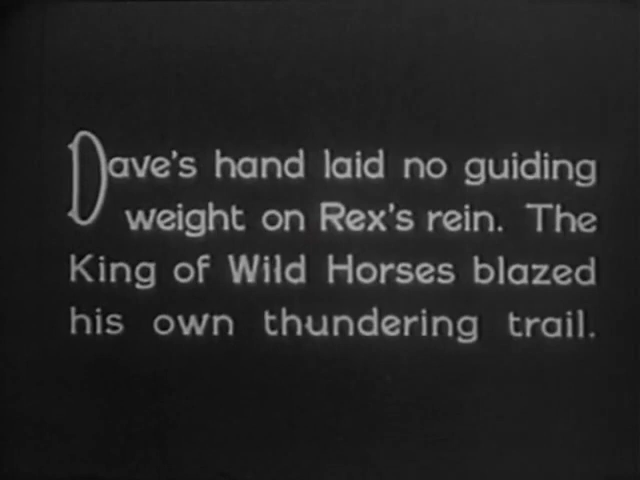 Dave's hand laid no guiding
weight on Rex's rein. The
King of Wild Horses blazed
his own thundering trail.